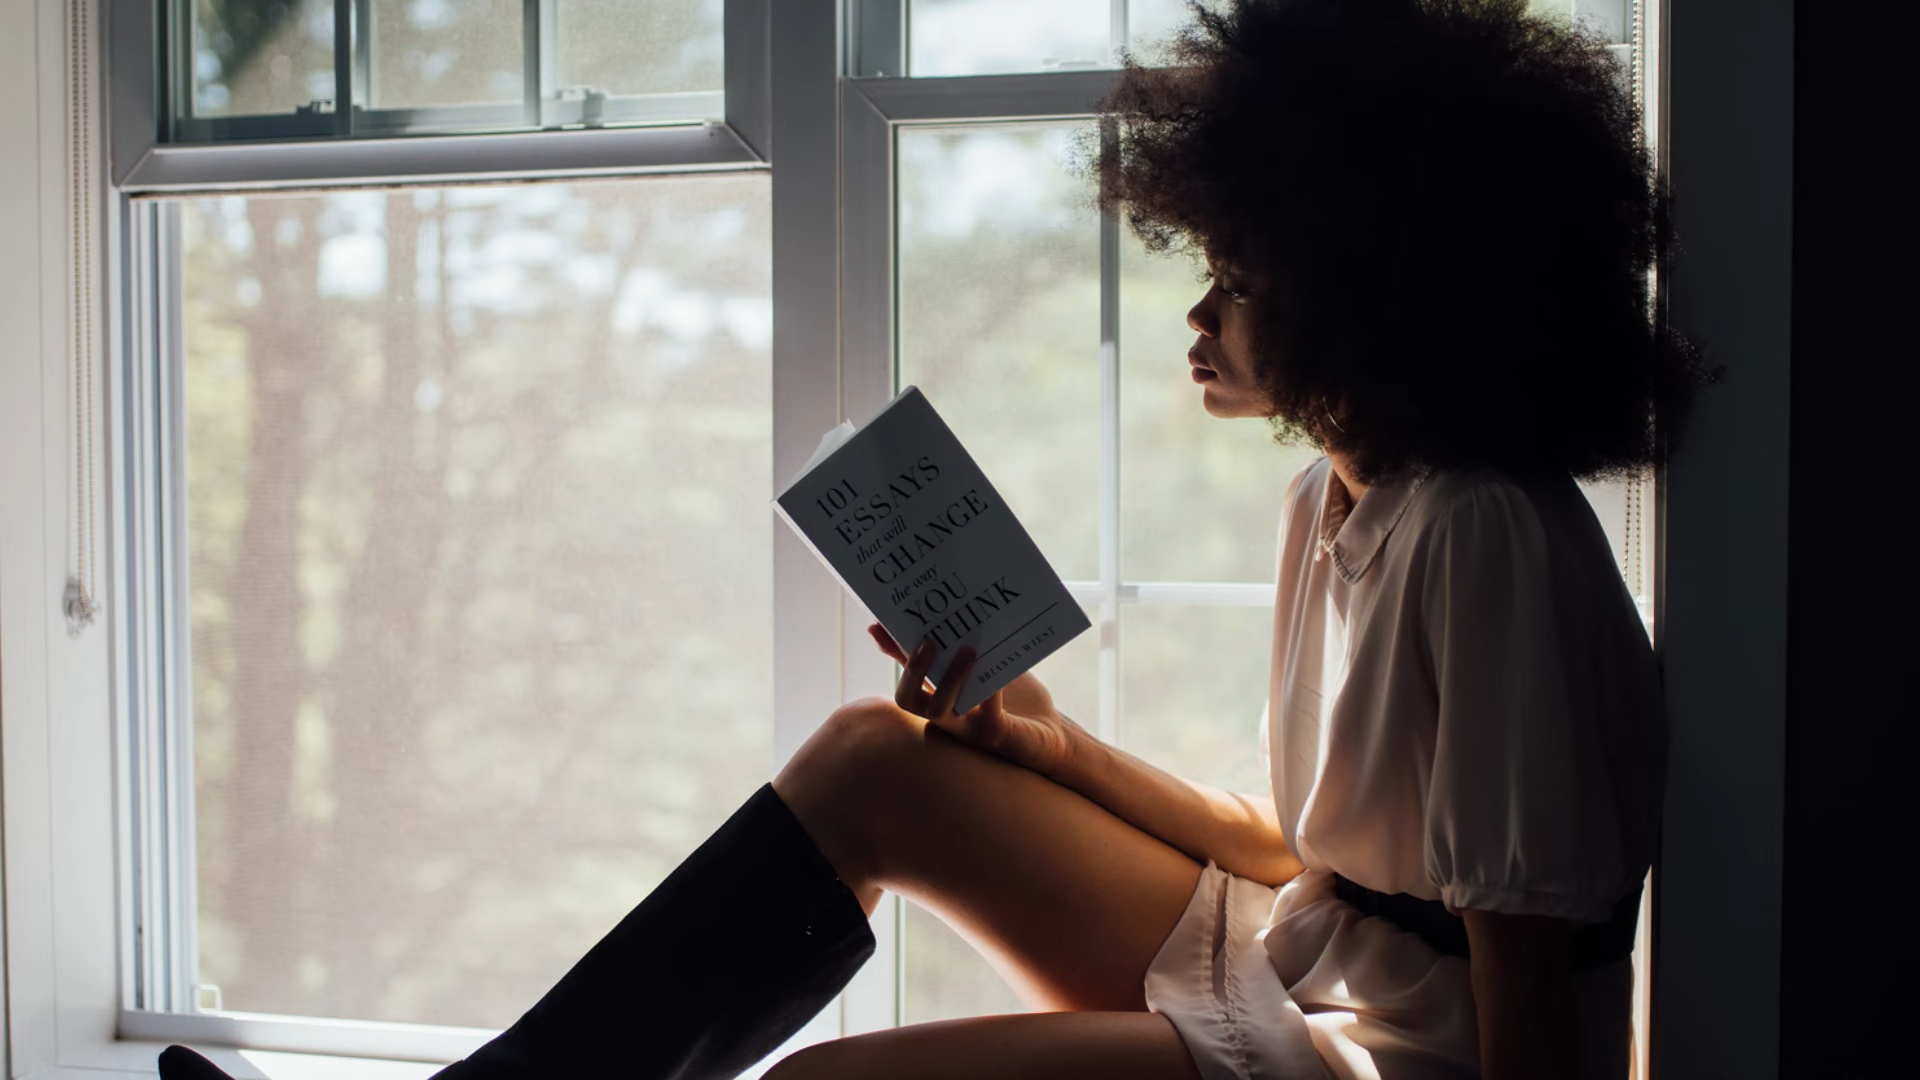 101
ESSAYS
that will
CHANGE
the way
YOU
THINK
BRIANNA WIEST